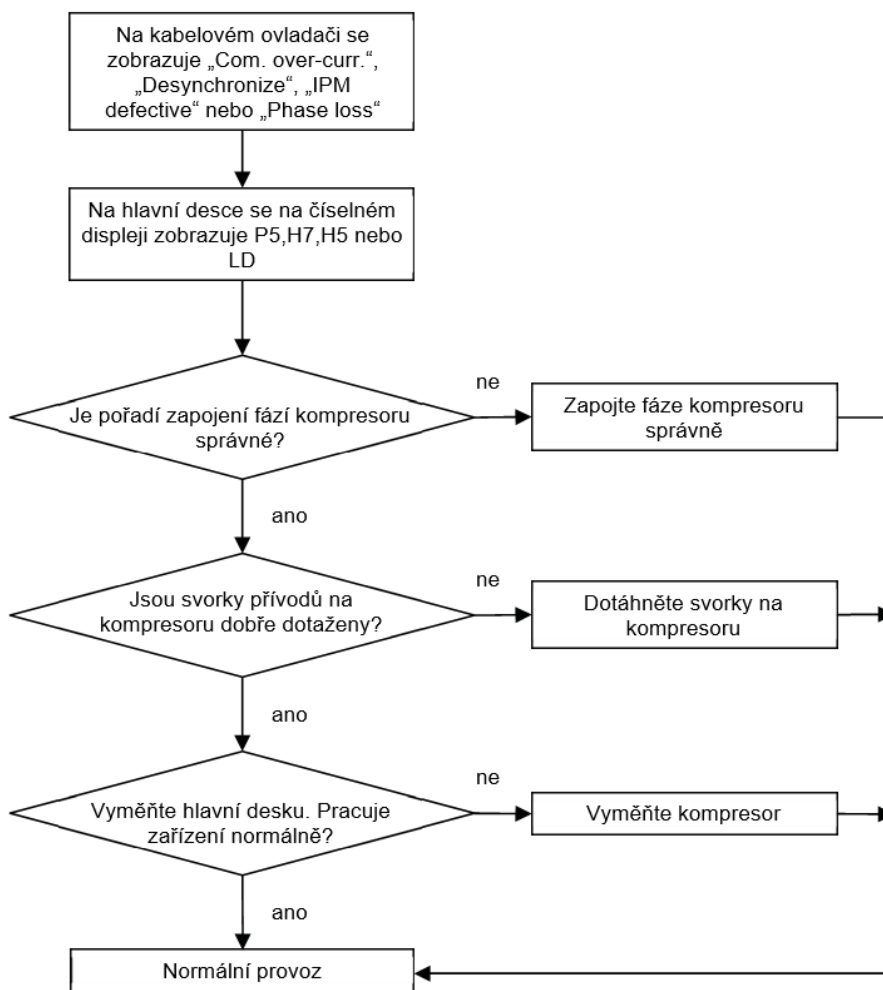 Na kabelovém ovladači se
zobrazuje „Com. over-curr.“,
„Desynchronize“, „IPM
defective“ nebo „Phase loss“
Na hlavní desce se na číselném
displeji zobrazuje P5,H7,H5 nebo
LD
Je pořadí zapojení fází kompresoru
správné?
ne
Zapojte fáze kompresoru
správně
ano
Jsou svorky přívodů na
kompresoru dobře dotaženy?
ne
Dotáhněte svorky na
kompresoru
ano
Vyměňte hlavní desku. Pracuje
zařízení normálně?
ne
Vyměňte kompresor
ano
Normální provoz